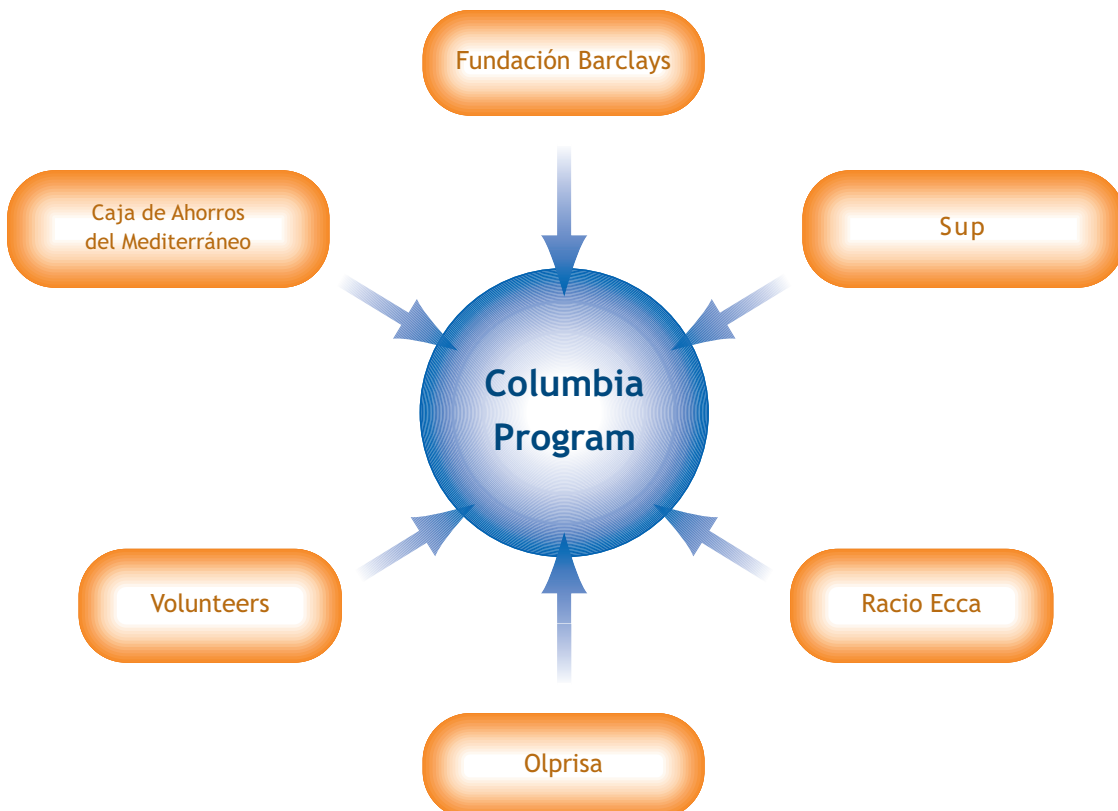 Fundación Barclays
Caja de Ahorros
del Mediterráneo
Sup
Columbia
Program
Volunteers
Racio Ecca
Olprisa